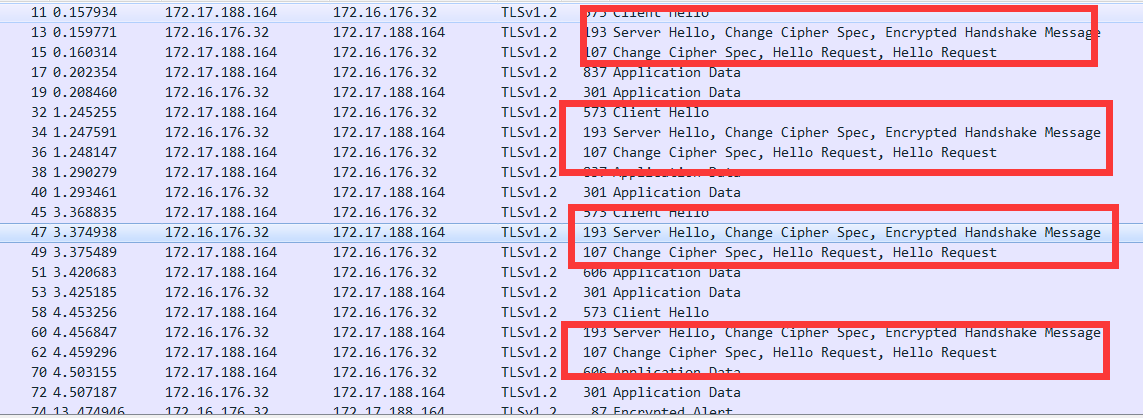 11 0.157934 172.17.188.164 172.16.176.32 TLSv1.2 573 Client Hello
13 0.159771 172.16.176.32 172.17.188.164 TLSv1.2 193 Server Hello, Change Cipher Spec, Encrypted Handshake Message
15 0.160314 172.17.188.164 172.16.176.32 TLSv1.2 107 Change Cipher Spec, Hello Request, Hello Request
17 0.202354 172.17.188.164 172.16.176.32 TLSv1.2 837 Application Data
19 0.208460 172.16.176.32 172.17.188.164 TLSv1.2 301 Application Data
32 1.245255 172.17.188.164 172.16.176.32 TLSv1.2 573 Client Hello
34 1.247591 172.16.176.32 172.17.188.164 TLSv1.2 193 Server Hello, Change Cipher Spec, Encrypted Handshake Message
36 1.248147 172.17.188.164 172.16.176.32 TLSv1.2 107 Change Cipher Spec, Hello Request, Hello Request
38 1.290279 172.17.188.164 172.16.176.32 TLSv1.2 837 Application Data
40 1.293461 172.16.176.32 172.17.188.164 TLSv1.2 301 Application Data
45 3.368835 172.17.188.164 172.16.176.32 TLSv1.2 573 Client Hello
47 3.374938 172.16.176.32 172.17.188.164 TLSv1.2 193 Server Hello, Change Cipher Spec, Encrypted Handshake Message
49 3.375489 172.17.188.164 172.16.176.32 TLSv1.2 107 Change Cipher Spec, Hello Request, Hello Request
51 3.420683 172.17.188.164 172.16.176.32 TLSv1.2 606 Application Data
53 3.425185 172.16.176.32 172.17.188.164 TLSv1.2 301 Application Data
58 4.453256 172.17.188.164 172.16.176.32 TLSv1.2 573 Client Hello
60 4.456847 172.16.176.32 172.17.188.164 TLSv1.2 193 Server Hello, Change Cipher Spec, Encrypted Handshake Message
62 4.459296 172.17.188.164 172.16.176.32 TLSv1.2 107 Change Cipher Spec, Hello Request, Hello Request
70 4.503155 172.17.188.164 172.16.176.32 TLSv1.2 606 Application Data
72 4.507187 172.16.176.32 172.17.188.164 TLSv1.2 301 Application Data
74 13.474946 172.16.176.32 172.17.188.164 TLSv1.2 87 Encrypted Alert